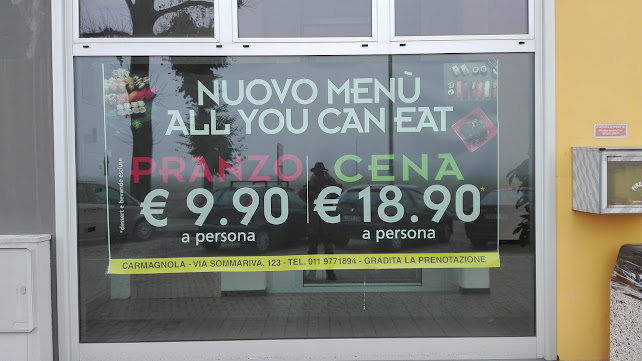 NUOVO MENÙ
ALL YOU CAN EAT
PRANZO CENA
€ 9.90 € 18.90*
a persona a persona
*dessert e bevande escluse
CARMAGNOLA - VIA SOMMARIVA, 123 - TEL. 011 9771894 - GRADITA LA PRENOTAZIONE